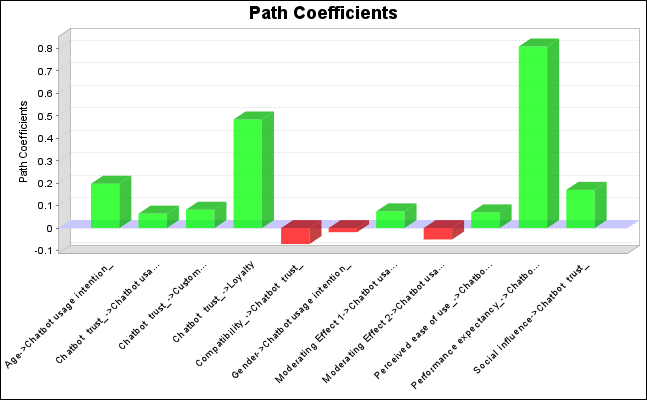 Path Coefficients
Path Coefficients
0.8
0.7
0.6
0.5
0.4
0.3
0.2
0.1
0
-0.1
Age->Chatbot usage intention_
Chatbot trust_->Chatbot usa...
Chatbot trust_->Custom...
Chatbot trust_->Loyalty
Compatibility_->Chatbot trust_
Gender->Chatbot usage intention_
Moderating Effect 1->Chatbot usa...
Moderating Effect 2->Chatbot usa...
Perceived ease of use_->Chatbo...
Performance expectancy_->Chatbo...
Social influence->Chatbot trust_